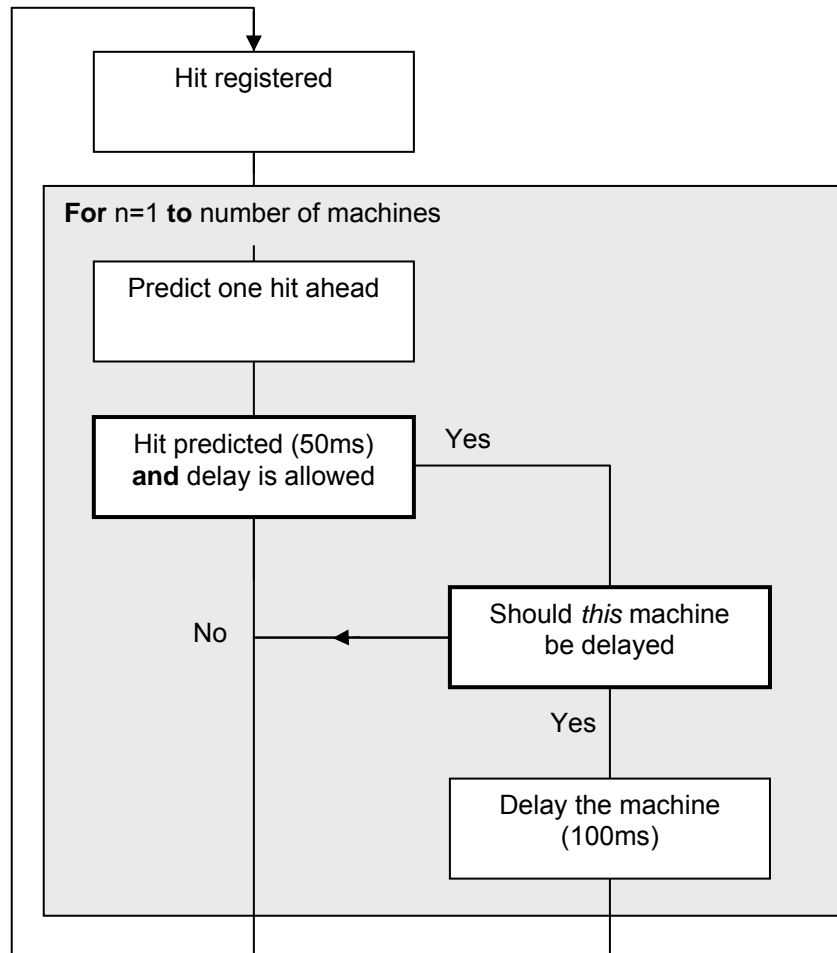 Hit registered
For n=1 to number of machines
Predict one hit ahead
Hit predicted (50ms)
and delay is allowed
Yes
Should this machine
be delayed
No
Yes
Delay the machine
(100ms)